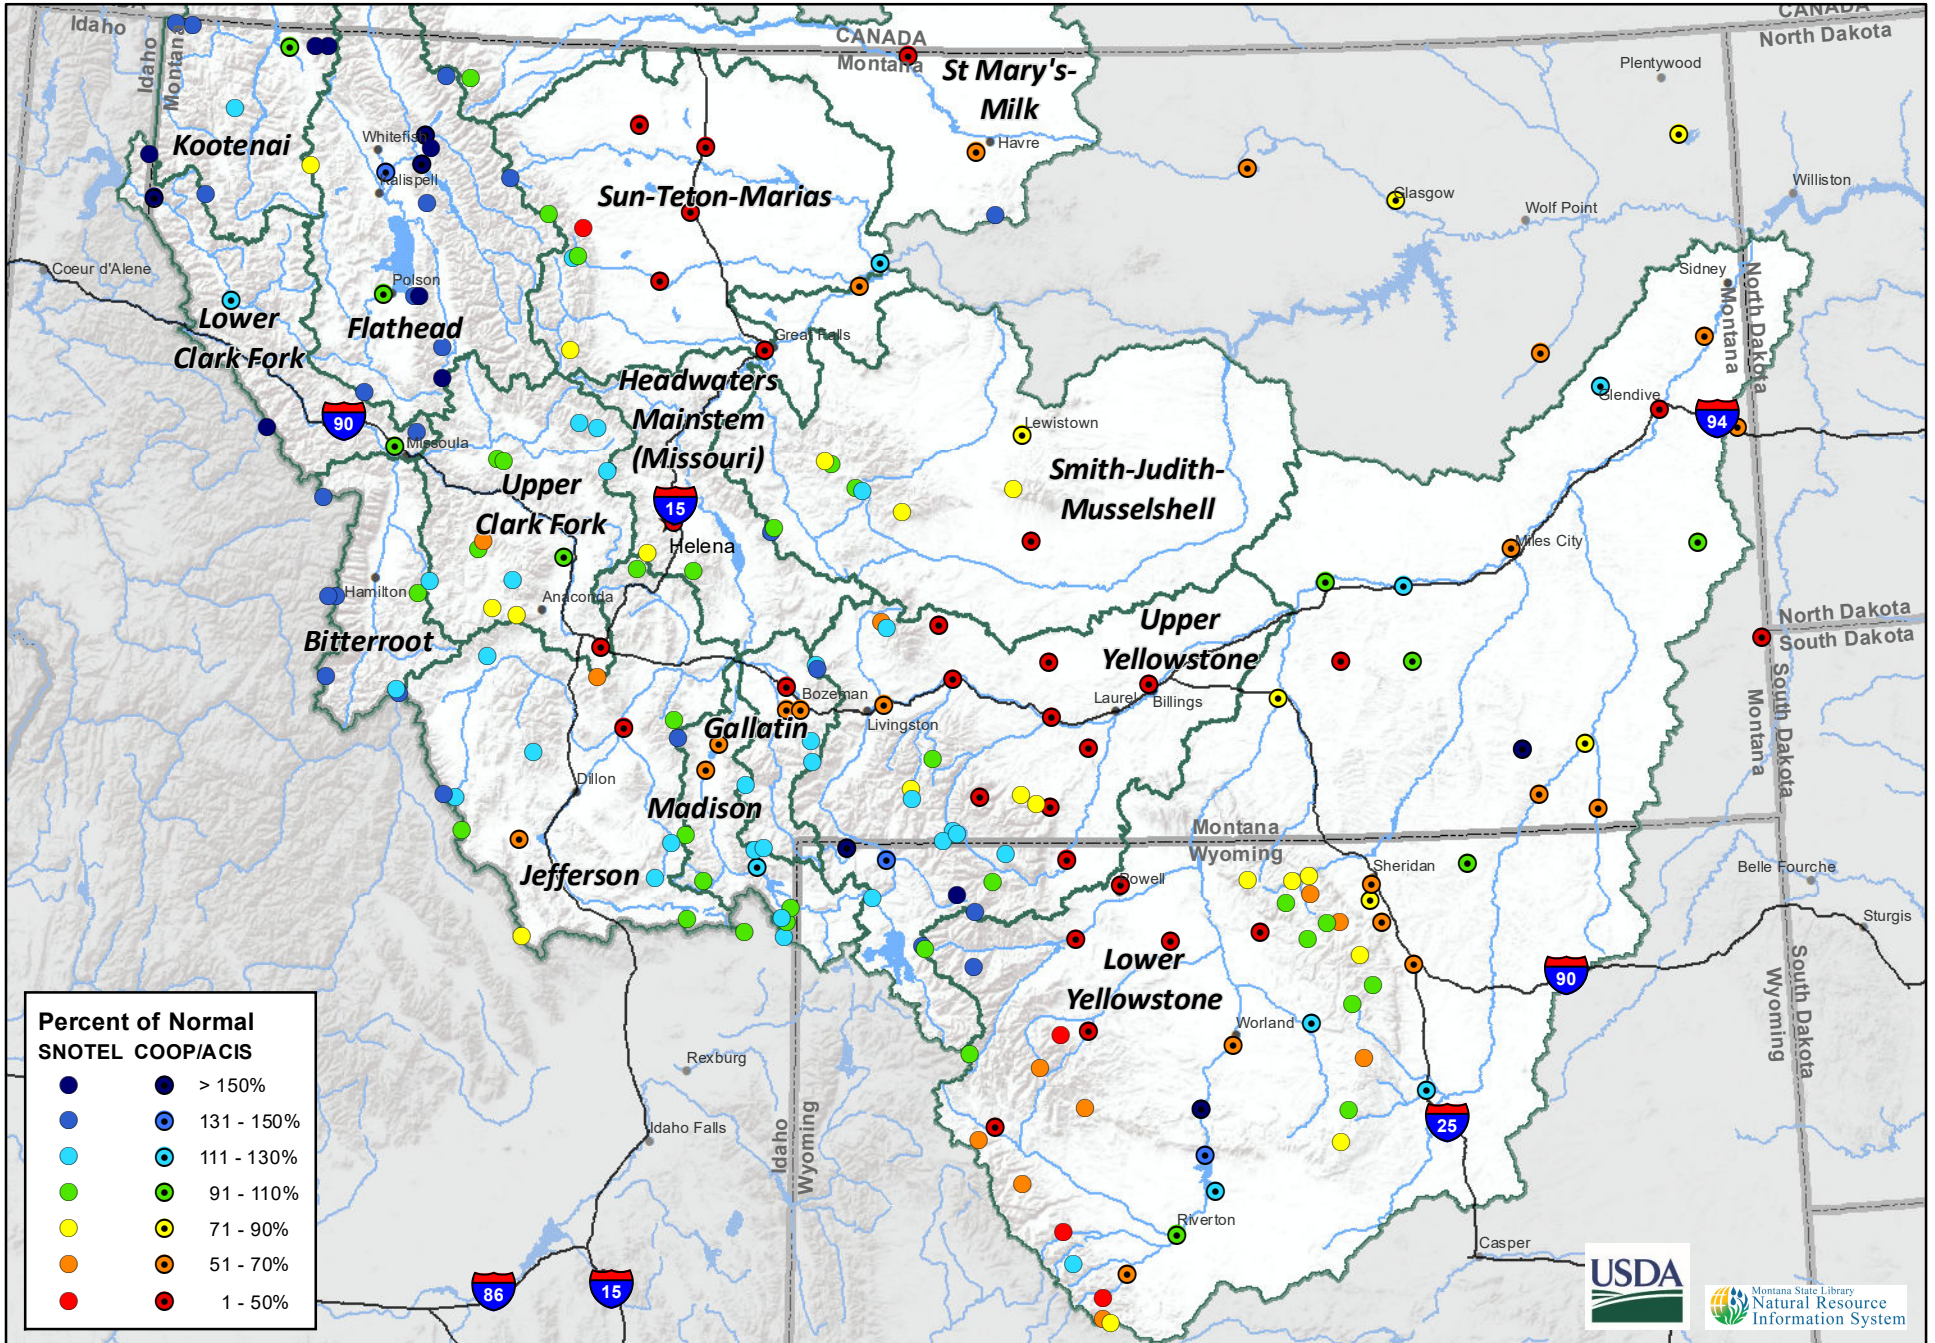 CANADA
North Dakota
Idaho
Idaho
Montana
CANADA
Montana
St Mary's-
Milk
Havre
Plentywood
Williston
Glasgow
Wolf Point
Kootenai
Whitefish
Kalispell
Sun-Teton-Marias
Coeur d'Alene
Polson
Lower
Clark Fork
Flathead
Great Falls
Sidney
Montana
North Dakota
Glendive
94
90
Missoula
Headwaters
Mainstem
(Missouri)
Lewistown
Smith-Judith-
Musselshell
Upper
Clark Fork
15
Helena
Miles City
Hamilton
Anaconda
Bitterroot
Upper
Yellowstone
North Dakota
South Dakota
Montana
South Dakota
Bozeman
Livingston
Laurel
Billings
Gallatin
Dillon
Madison
Jefferson
Montana
Wyoming
Powell
Sheridan
Belle Fourche
Sturgis
90
Wyoming
South Dakota
Lower
Yellowstone
Worland
Rexburg
Idaho Falls
Idaho
Wyoming
25
Riverton
Casper
86
15
Percent of Normal
SNOTEL COOP/ACIS
> 150%
131 - 150%
111 - 130%
91 - 110%
71 - 90%
51 - 70%
1 - 50%
USDA
Montana State Library
Natural Resource
Information System